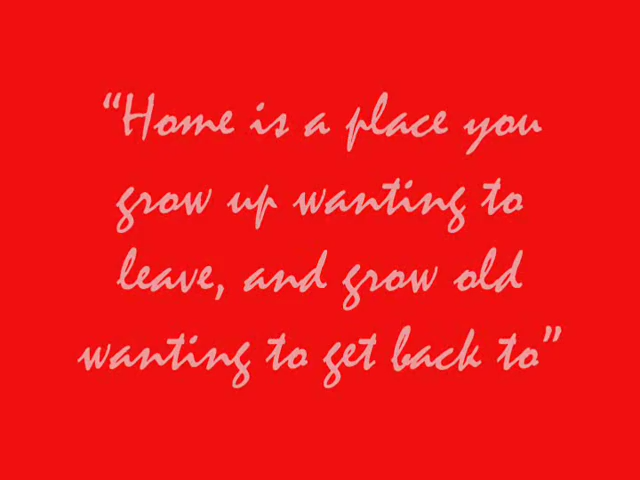 “Home is a place you
grow up wanting to
leave, and grow old
wanting to get back to”